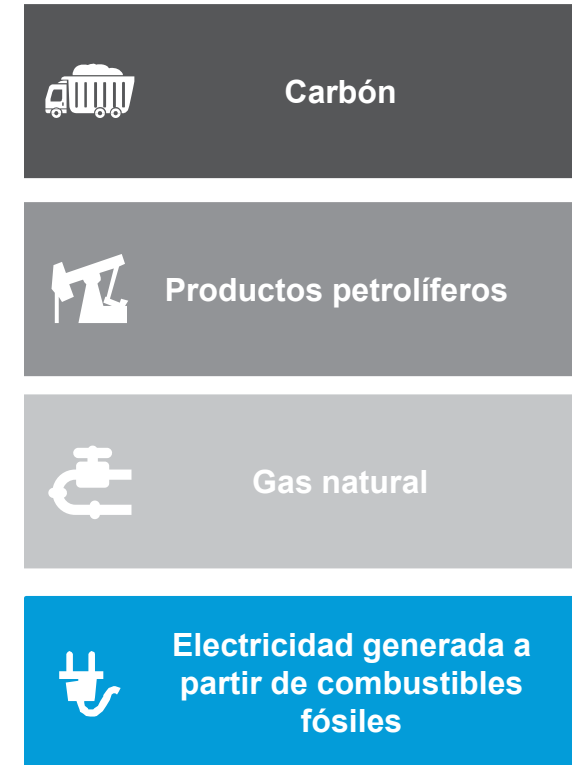 Carbón
Productos petrolíferos
Gas natural
Electricidad generada a
partir de combustibles
fósiles